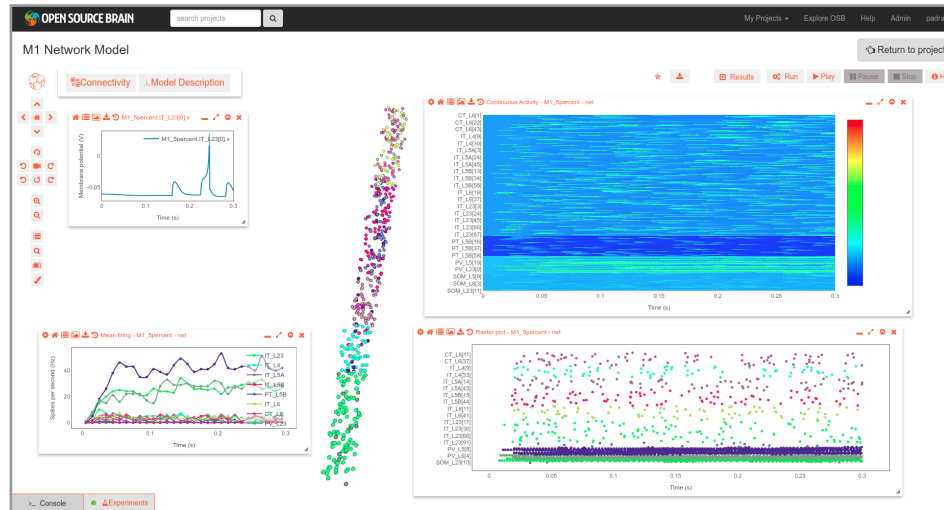 OPEN SOURCE BRAIN
search projects
My Projects
Explore OSB
Help
Admin
padra
M1 Network Model
Return to project
Connectivity
Model Description
Results
Run
Play
Pause
Stop
H
M1_5percent.IT_L23[0].v
M1_5percent.IT_L23[0].v
Membrane potential (V)
0
−0.05
0
0.1
0.2
0.3
Time (s)
Continuous Activity - M1_5percent - net
CT_L6[1]
CT_L6[22]
CT_L6[43]
IT_L4[9]
IT_L4[30]
IT_L5A[3]
IT_L5A[24]
IT_L5A[45]
IT_L5B[13]
IT_L5B[34]
IT_L5B[55]
IT_L6[16]
IT_L6[37]
IT_L23[3]
IT_L23[24]
IT_L23[45]
IT_L23[66]
IT_L23[87]
PT_L5B[16]
PT_L5B[37]
PT_L5B[58]
PV_L5[19]
PV_L23[0]
SOM_L5[9]
SOM_L6[3]
SOM_L23[11]
0
0.05
0.1
0.15
0.2
0.25
0.3
Time (s)
Mean firing - M1_5percent - net
Spikes per second (Hz)
40
20
0
0
0.1
0.2
0.3
Time (s)
IT_L23
IT_L4
IT_L5A
IT_L5B
PT_L5B
IT_L6
CT_L6
PV_L23
Raster plot - M1_5percent - net
CT_L6[11]
CT_L6[37]
IT_L4[9]
IT_L4[33]
IT_L5A[14]
IT_L5A[45]
IT_L5B[15]
IT_L5B[44]
IT_L6[11]
IT_L6[41]
IT_L23[11]
IT_L23[36]
IT_L23[66]
IT_L23[91]
PV_L5[8]
PV_L6[4]
SOM_L23[10]
0
0.05
0.1
0.15
0.2
0.25
0.3
Time (s)
Console
Experiments